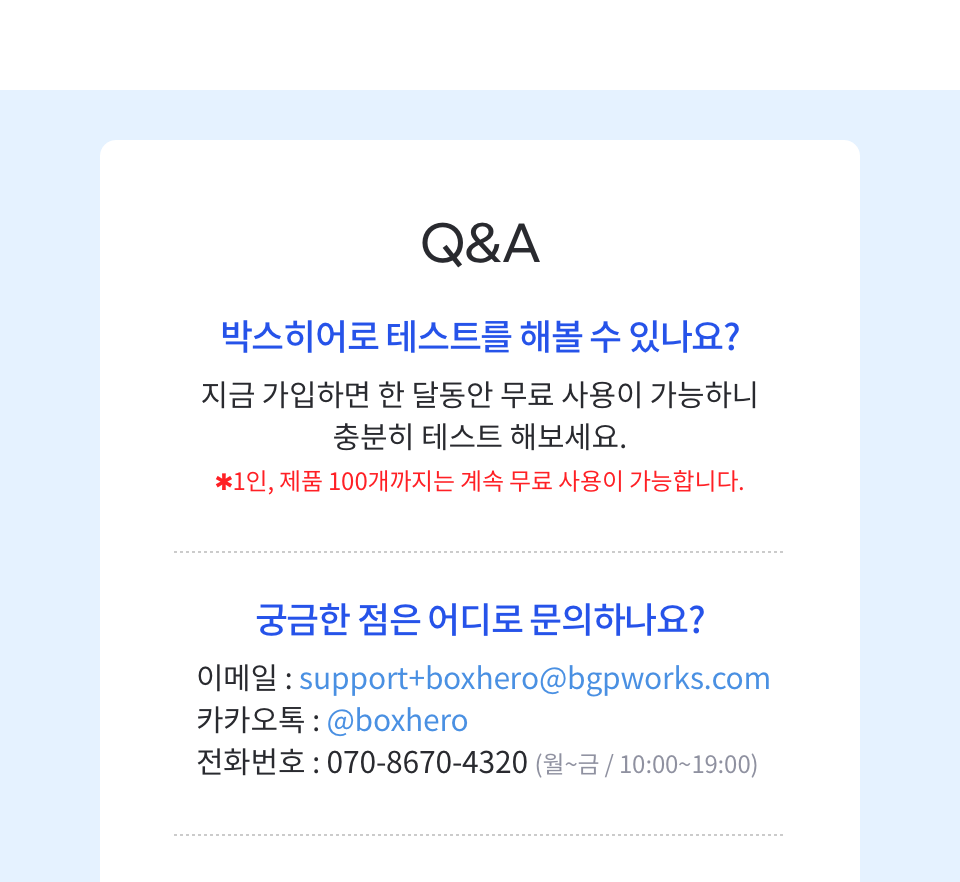 Q&A
박스히어로 테스트를 해볼 수 있나요?
지금 가입하면 한 달동안 무료 사용이 가능하니
충분히 테스트 해보세요.
✱1인, 제품 100개까지는 계속 무료 사용이 가능합니다.
궁금한 점은 어디로 문의하나요?
이메일 : support+boxhero@bgpworks.com
카카오톡 : @boxhero
전화번호 : 070-8670-4320 (월~금 / 10:00~19:00)